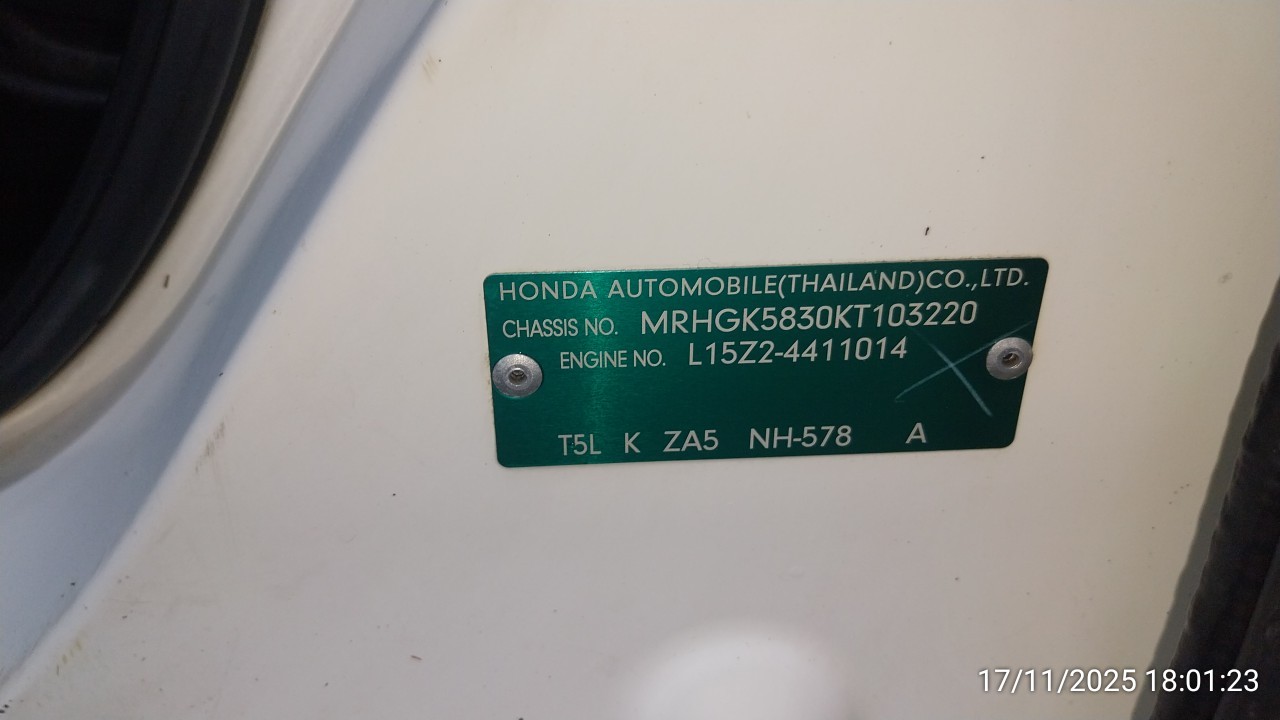 HONDA AUTOMOBILE(THAILAND)CO.,LTD.
CHASSIS NO. MRHGK5830KT103220
ENGINE NO. L15Z2-4411014
T5L K ZA5 NH-578 A
17/11/2025 18:01:23